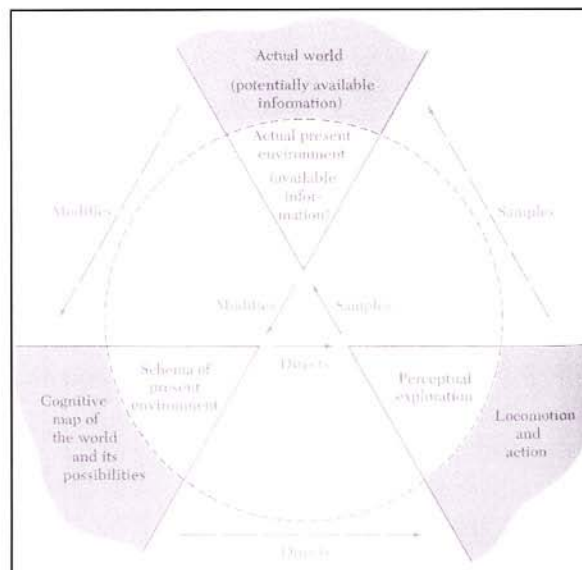 Actual world
(potentially available
information)
Actual present
environment
(available
infor-
mation)
Modifies
Samples
Modifies
Samples
Schema of
present
environment
Directs
Perceptual
exploration
Cognitive
map of
the world
and its
possibilities
Locomotion
and
action
Directs